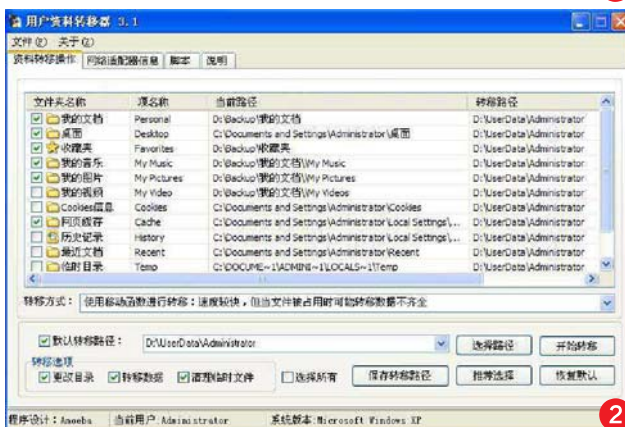 用户资料转移器 3.1
文件(F) 关于(Z)
资料转移操作 网络适配器信息 脚本 说明
文件夹名称 项名称 当前路径 转移路径
我的文档 Personal D:\Backup\我的文档 D:\UserData\Administrator
桌面 Desktop C:\Documents and Settings\Administrator\桌面 D:\UserData\Administrator
收藏夹 Favorites D:\Backup\收藏夹 D:\UserData\Administrator
我的音乐 My Music D:\Backup\我的文档\My Music D:\UserData\Administrator
我的图片 My Pictures D:\Backup\我的文档\My Pictures D:\UserData\Administrator
我的视频 My Video D:\Backup\我的文档\My Videos D:\UserData\Administrator
Cookies信息 Cookies C:\Documents and Settings\Administrator\Cookies D:\UserData\Administrator
网页缓存 Cache C:\Documents and Settings\Administrator\Local Settings\... D:\UserData\Administrator
历史记录 History C:\Documents and Settings\Administrator\Local Settings\... D:\UserData\Administrator
最近文档 Recent C:\Documents and Settings\Administrator\Recent D:\UserData\Administrator
临时目录 Temp C:\DOCUME~1\ADMINI~1\LOCALS~1\Temp D:\UserData\Administrator
转移方式: 使用移动函数进行转移:速度较快,但当文件被占用时可能转移数据不齐全
默认转移路径: D:\UserData\Administrator 选择路径 开始转移
转移选项
更改目录 转移数据 清理临时文件 选择所有 保存转移路径 推荐选择 恢复默认
程序设计:Amoeba 当前用户:Administrator 系统版本:Microsoft Windows XP
2